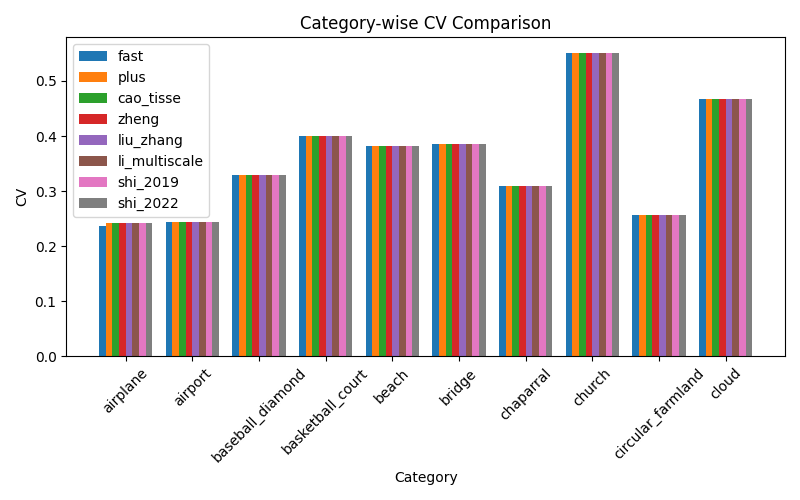 Category-wise CV Comparison
fast
plus
cao_tisse
zheng
liu_zhang
li_multiscale
shi_2019
shi_2022
CV
0.5
0.4
0.3
0.2
0.1
0.0
airplane
airport
baseball_diamond
basketball_court
beach
bridge
chaparral
church
circular_farmland
cloud
Category